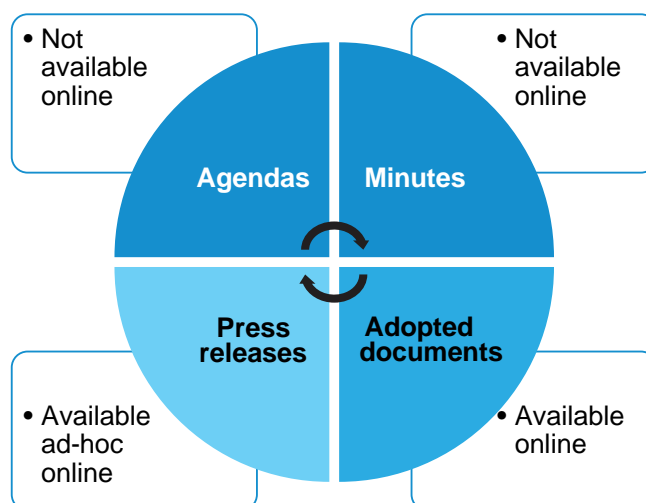 • Not
available
online
• Not
available
online
Agendas
Minutes
Press
releases
Adopted
documents
• Available
ad-hoc
online
• Available
online